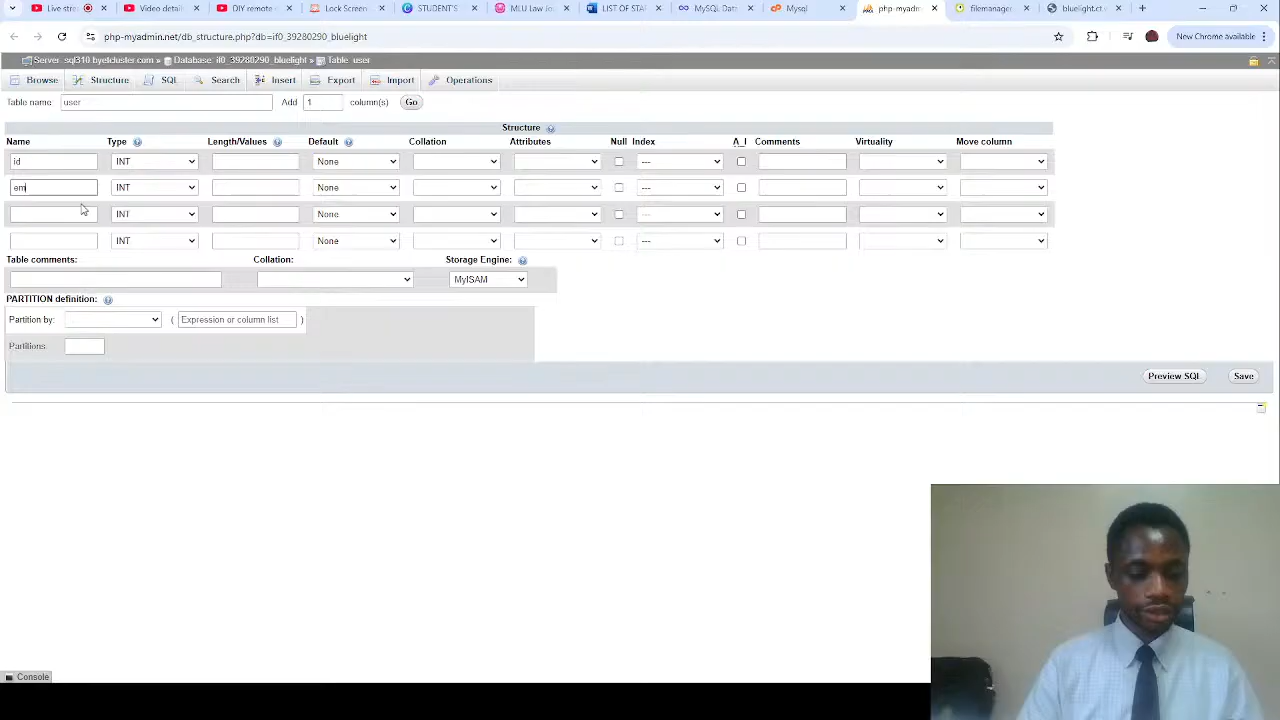 Live stre
Video detail
DIY remote
Lock Screen
STUDENT'S
MLU Law Jo
LIST OF STA
MySQL Dat
Mysql
php-myadmin
filemanager
bluelight.ct
php-myadmin.net/db_structure.php?db=if0_39280290_bluelight
New Chrome available
Server: sql310.byetcluster.com » Database: if0_39280290_bluelight » Table: user
Browse Structure SQL Search Insert Export Import Operations
Table name user Add 1 column(s) Go
Structure
Name Type Length/Values Default Collation Attributes Null Index A_I Comments Virtuality Move column
id INT None ---
em INT None ---
INT None ---
INT None ---
Table comments: Collation: Storage Engine:
MyISAM
PARTITION definition:
Partition by: ( Expression or column list )
Partitions:
Preview SQL Save
Console